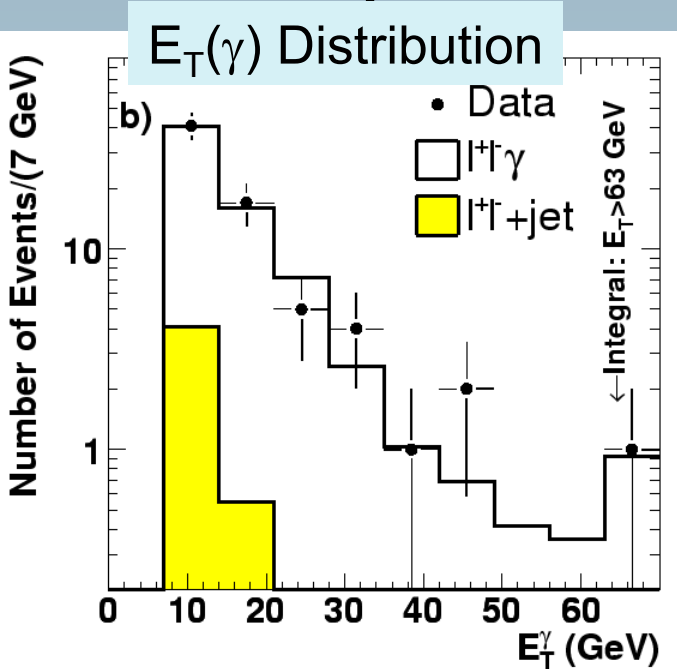 E_T(γ) Distribution
b)
Data
l⁺l⁻γ
l⁺l⁻+jet
←Integral: E_T>63 GeV
Number of Events/(7 GeV)
10
1
0 10 20 30 40 50 60
E_T^γ (GeV)